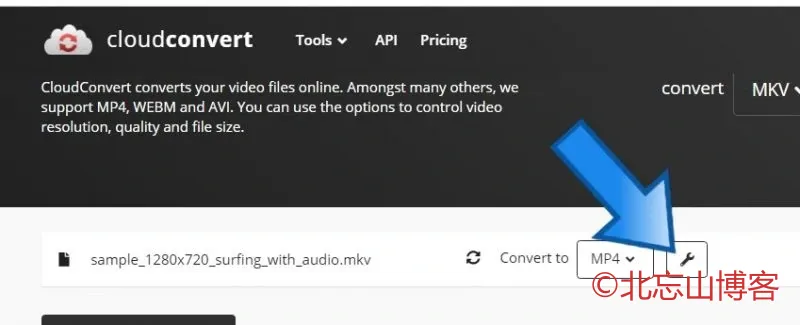 cloudconvert
Tools API Pricing
CloudConvert converts your video files online. Amongst many others, we
support MP4, WEBM and AVI. You can use the options to control video
resolution, quality and file size.
convert MKV
sample_1280x720_surfing_with_audio.mkv Convert to MP4
©北忘山博客